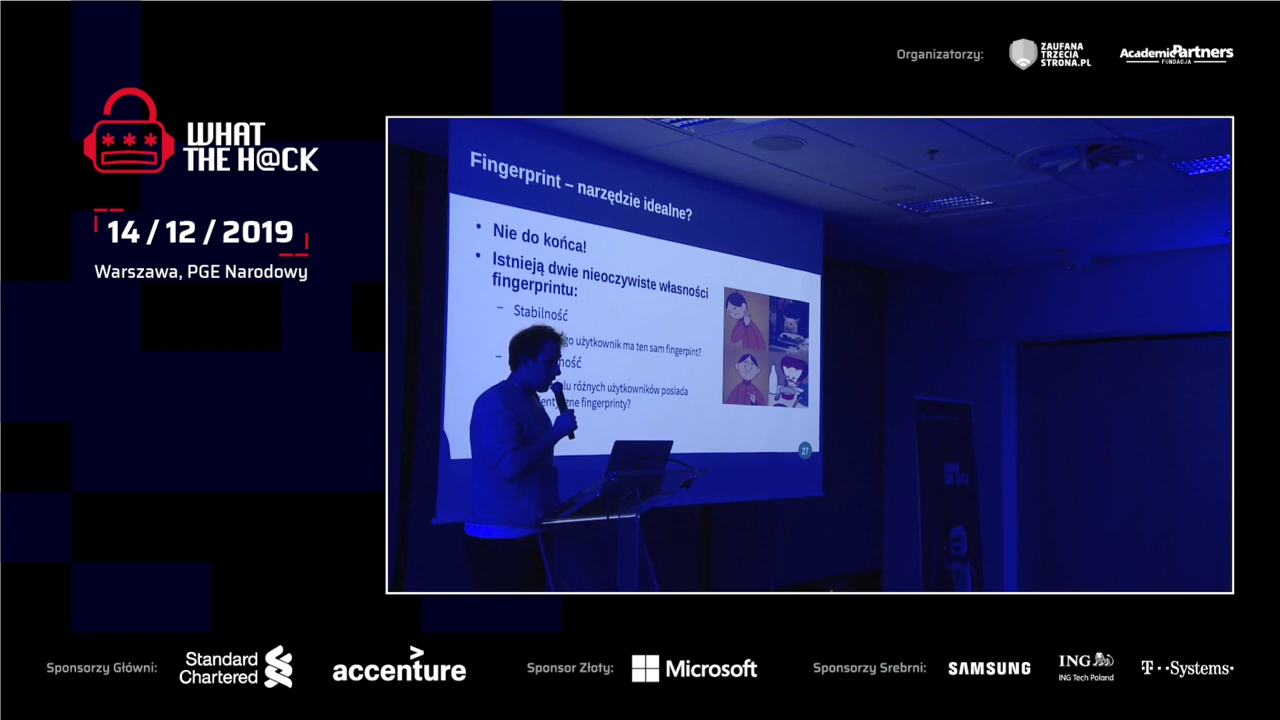 Organizatorzy:
ZAUFANA
TRZECIA
STRONA.PL
AcademicPartners
FUNDACJA
WHAT
THE H@CK
14 / 12 / 2019
Warszawa, PGE Narodowy
Fingerprint – narzędzie idealne?
• Nie do końca!
• Istnieją dwie nieoczywiste własności
fingerprintu:
– Stabilność
użytkownik ma ten sam fingerpint?
–
różnych użytkowników posiada
fingerprinty?
27
Sponsorzy Główni:
Standard
Chartered
accenture
Sponsor Złoty:
Microsoft
Sponsorzy Srebrni:
SAMSUNG
ING
ING Tech Poland
T··Systems·